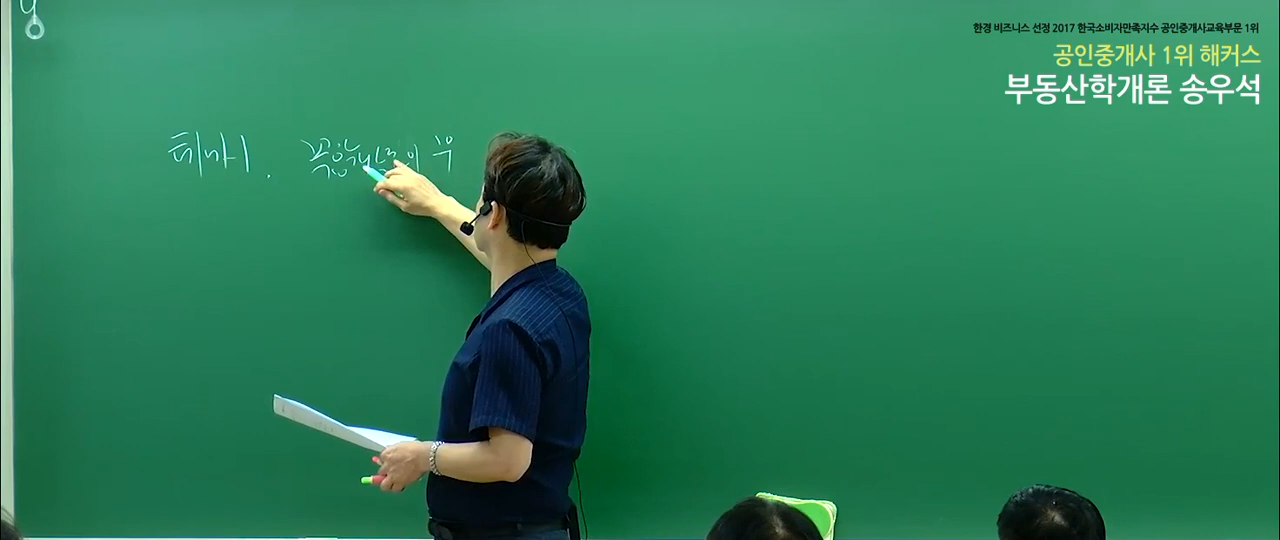 한경 비즈니스 선정 2017 한국소비자만족지수 공인중개사교육부문 1위
공인중개사 1위 해커스
부동산학개론 송우석
테마1.